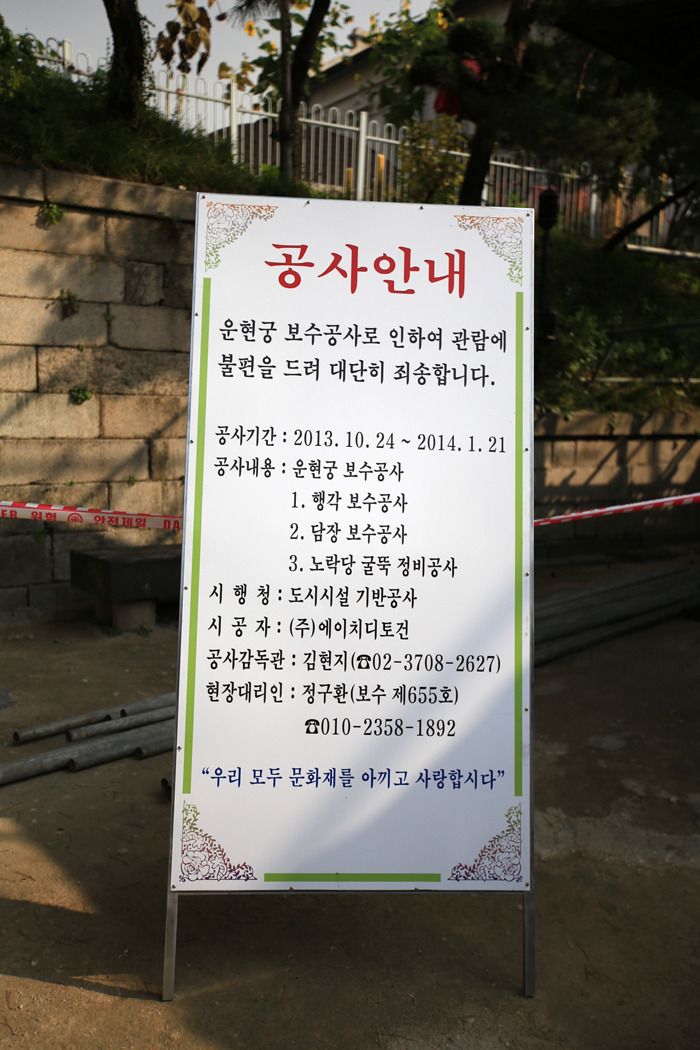 공사안내
운현궁 보수공사로 인하여 관람에
불편을 드려 대단히 죄송합니다.
공사기간 : 2013. 10. 24 ~ 2014. 1. 21
공사내용 : 운현궁 보수공사
1. 행각 보수공사
2. 담장 보수공사
3. 노락당 굴뚝 정비공사
시 행 청 : 도시시설 기반공사
시 공 자 : (주)에이치디토건
공사감독관 : 김현지(☎02-3708-2627)
현장대리인 : 정구환(보수 제655호)
☎010-2358-1892
“우리 모두 문화재를 아끼고 사랑합시다”
위험 안전제일 DA